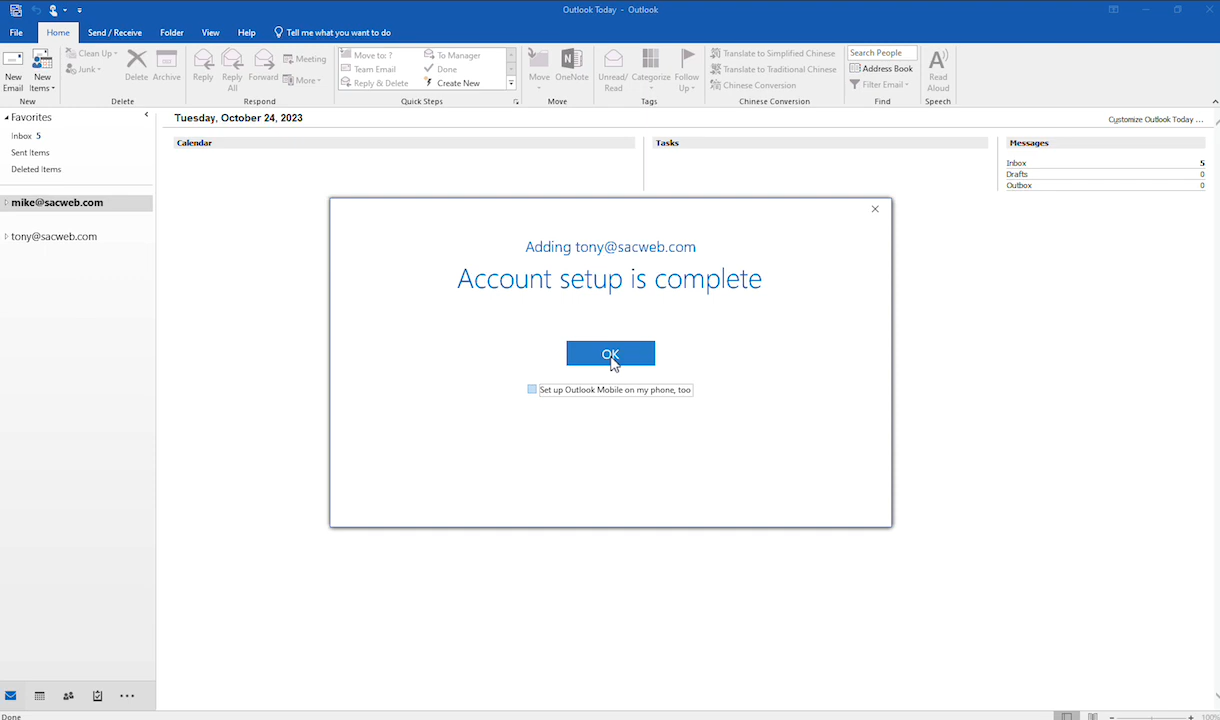 Outlook Today - Outlook
File Home Send / Receive Folder View Help Tell me what you want to do
New Email
New Items
New
Clean Up
Junk
Delete
Archive
Delete
Reply
Reply All
Forward
Meeting
More
Respond
Move to: ?
Team Email
Reply & Delete
To Manager
Done
Create New
Quick Steps
Move
OneNote
Move
Unread/ Read
Categorize
Follow Up
Tags
Translate to Simplified Chinese
Translate to Traditional Chinese
Chinese Conversion
Chinese Conversion
Search People
Address Book
Filter Email
Find
Read Aloud
Speech
Favorites
Inbox 5
Sent Items
Deleted Items
mike@sacweb.com
tony@sacweb.com
Tuesday, October 24, 2023
Customize Outlook Today ...
Calendar
Tasks
Messages
Inbox 5
Drafts 0
Outbox 0
Adding tony@sacweb.com
Account setup is complete
OK
Set up Outlook Mobile on my phone, too
Done
100%